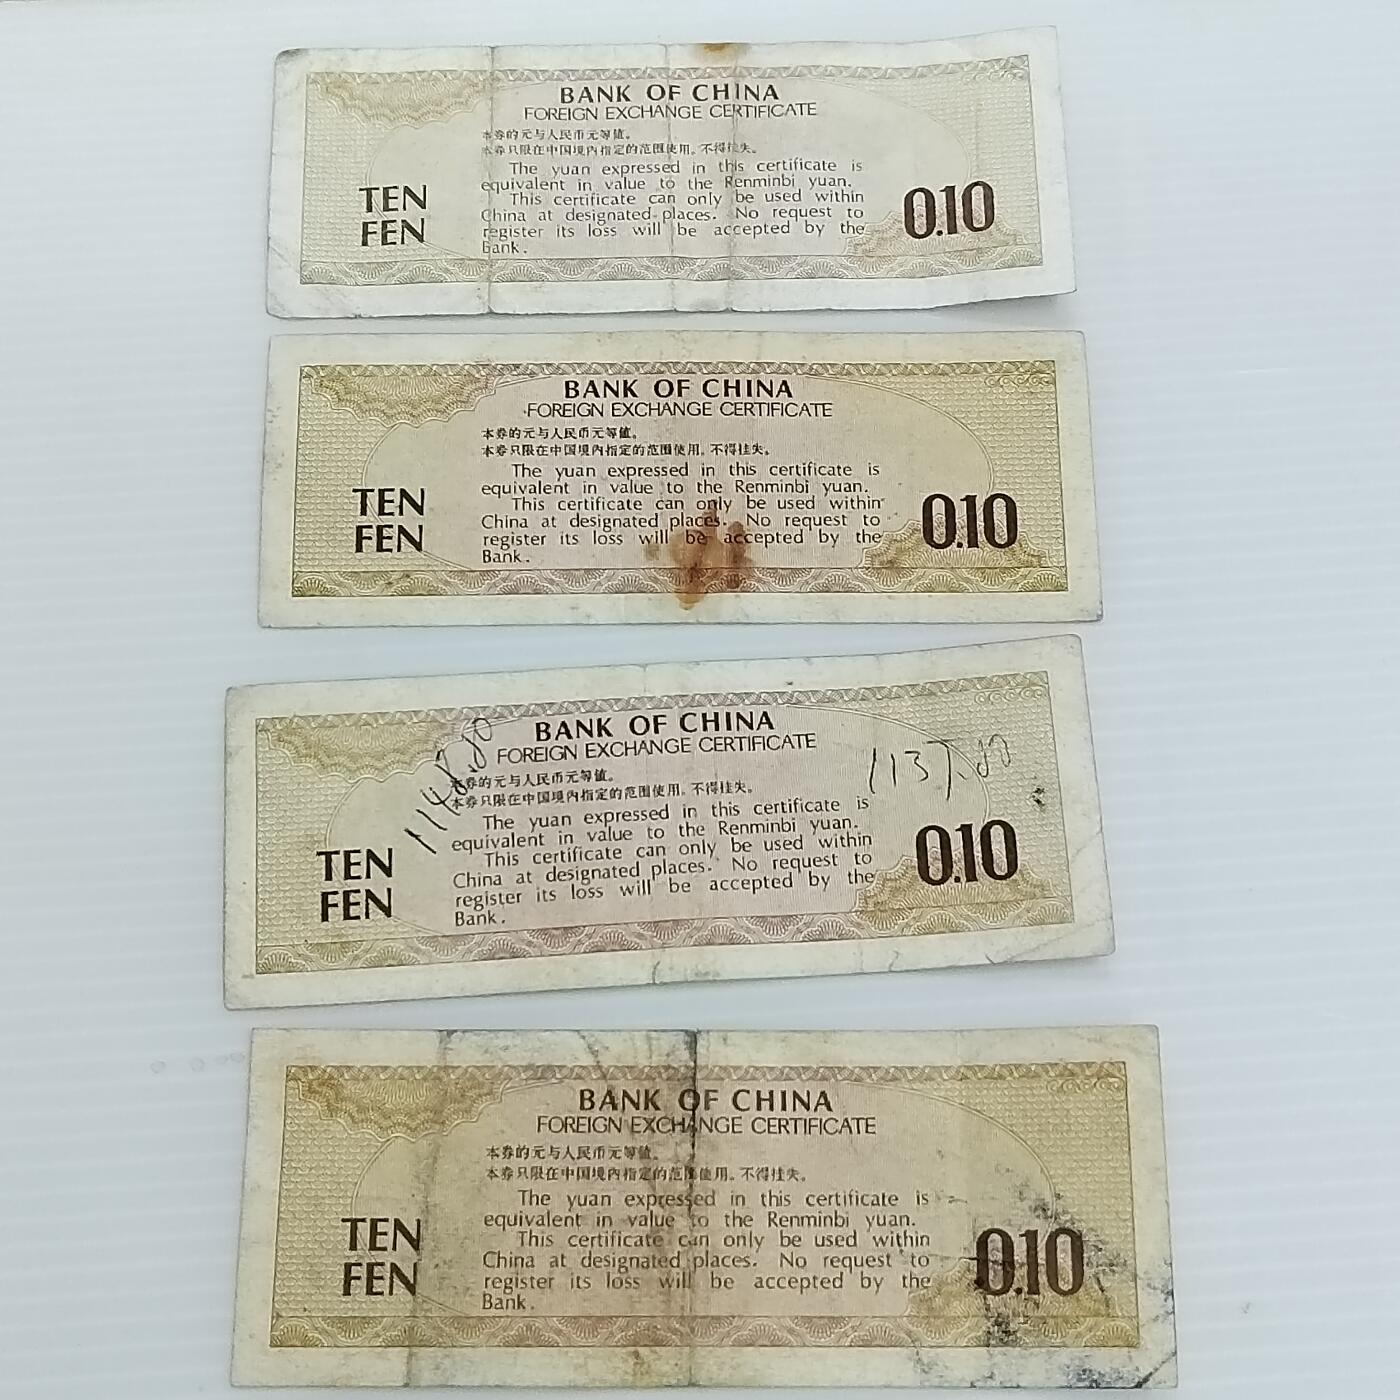 BANK OF CHINA
FOREIGN EXCHANGE CERTIFICATE
本券的元与人民币元等值。
本券只限在中国境内指定的范围使用。不得挂失。
The yuan expressed in this certificate is
equivalent in value to the Renminbi yuan.
This certificate can only be used within
China at designated places. No request to
register its loss will be accepted by the
Bank.
TEN
FEN
0.10
BANK OF CHINA
FOREIGN EXCHANGE CERTIFICATE
本券的元与人民币元等值。
本券只限在中国境内指定的范围使用。不得挂失。
The yuan expressed in this certificate is
equivalent in value to the Renminbi yuan.
This certificate can only be used within
China at designated places. No request to
register its loss will be accepted by the
Bank.
TEN
FEN
0.10
BANK OF CHINA
FOREIGN EXCHANGE CERTIFICATE
1137.80
本券的元与人民币元等值。
本券只限在中国境内指定的范围使用。不得挂失。
The yuan expressed in this certificate is
equivalent in value to the Renminbi yuan.
This certificate can only be used within
China at designated places. No request to
register its loss will be accepted by the
Bank.
TEN
FEN
0.10
BANK OF CHINA
FOREIGN EXCHANGE CERTIFICATE
本券的元与人民币元等值。
本券只限在中国境内指定的范围使用。不得挂失。
The yuan expressed in this certificate is
equivalent in value to the Renminbi yuan.
This certificate can only be used within
China at designated places. No request to
register its loss will be accepted by the
Bank.
TEN
FEN
0.10